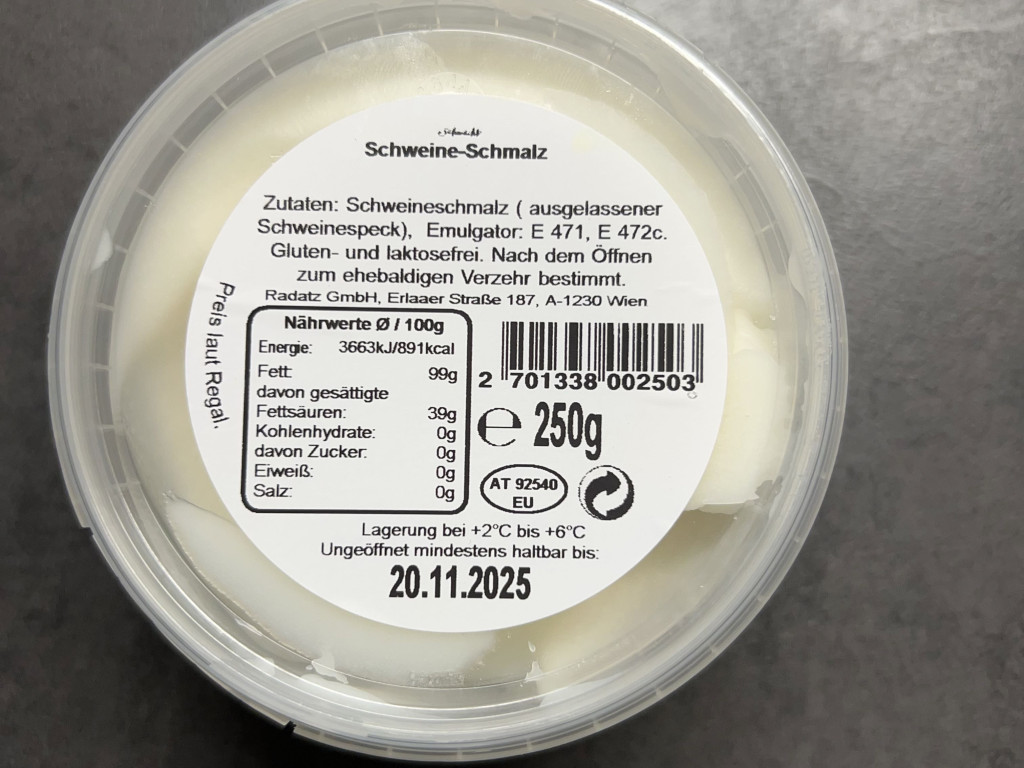 Schweine-Schmalz
Zutaten: Schweineschmalz ( ausgelassener
Schweinespeck), Emulgator: E 471, E 472c.
Gluten- und laktosefrei. Nach dem Öffnen
zum ehebaldigen Verzehr bestimmt.
Radatz GmbH, Erlaaer Straße 187, A-1230 Wien
Preis laut Regal.
Nährwerte Ø / 100g
Energie: 3663kJ/891kcal
Fett: 99g
davon gesättigte
Fettsäuren: 39g
Kohlenhydrate: 0g
davon Zucker: 0g
Eiweiß: 0g
Salz: 0g
2 701338 002503
e 250g
AT 92540
EU
Lagerung bei +2°C bis +6°C
Ungeöffnet mindestens haltbar bis:
20.11.2025